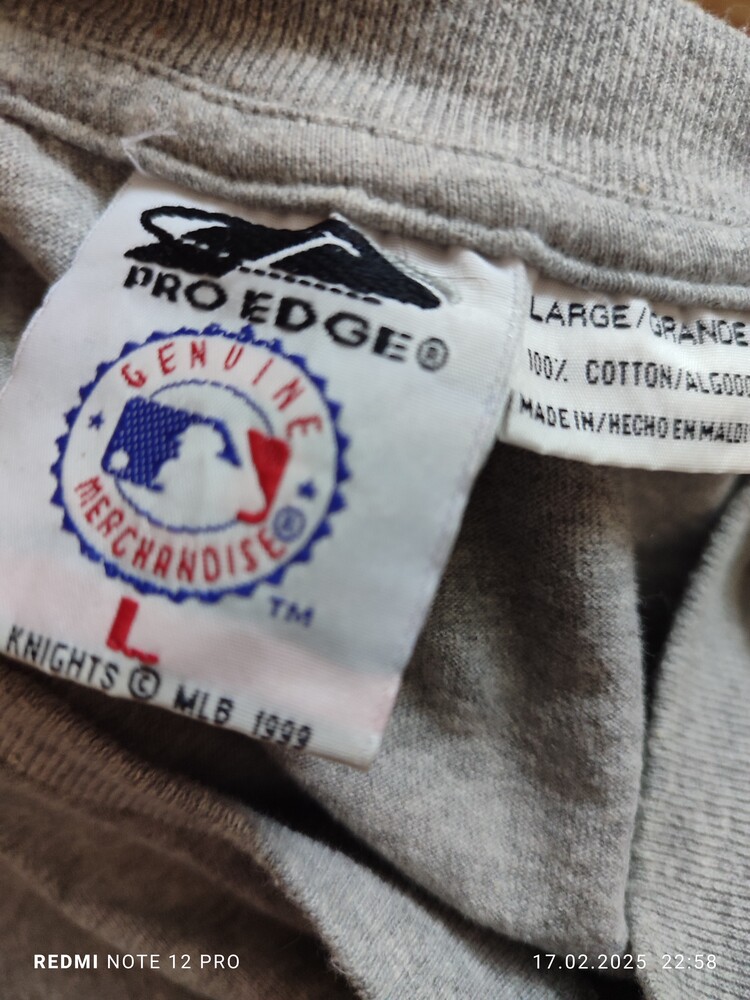 PRO EDGE®
GENUINE
MERCHANDISE®
TM
L
KNIGHTS © MLB 1999
LARGE/GRANDE
100% COTTON/ALGOD
MADE IN/HECHO EN MALDI
REDMI NOTE 12 PRO
17.02.2025 22:58